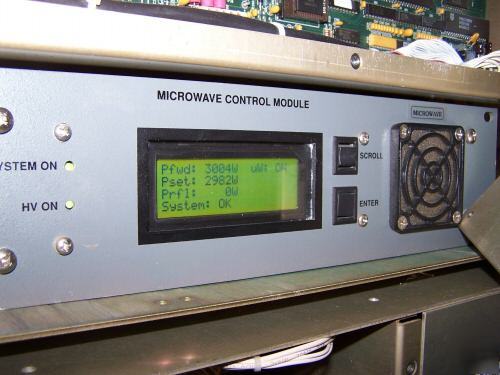 MICROWAVE CONTROL MODULE
MICROWAVE
SYSTEM ON
Pfwd: 3004W uW: ON
SCROLL
Pset: 2982W
Prfl: 0W
HV ON
System: OK
ENTER